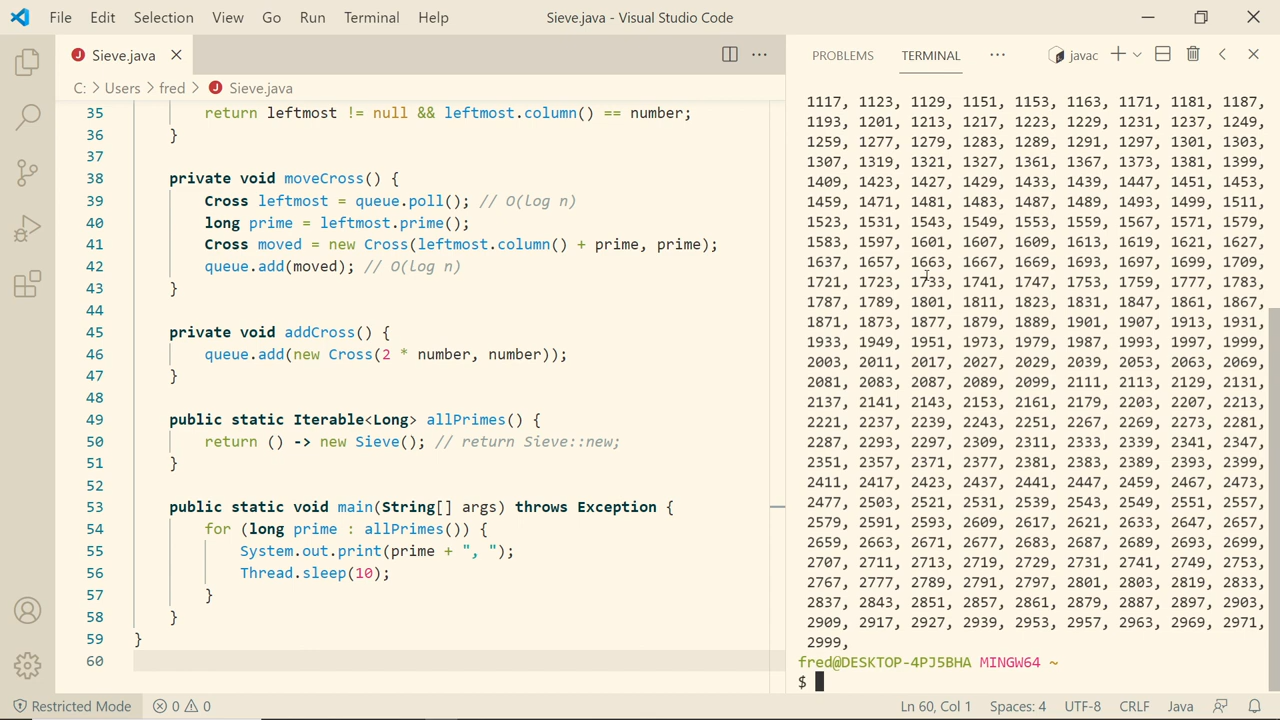 File Edit Selection View Go Run Terminal Help Sieve.java - Visual Studio Code
Sieve.java
C: > Users > fred > Sieve.java
35 return leftmost != null && leftmost.column() == number;
36 }
37
38 private void moveCross() {
39 Cross leftmost = queue.poll(); // O(log n)
40 long prime = leftmost.prime();
41 Cross moved = new Cross(leftmost.column() + prime, prime);
42 queue.add(moved); // O(log n)
43 }
44
45 private void addCross() {
46 queue.add(new Cross(2 * number, number));
47 }
48
49 public static Iterable<Long> allPrimes() {
50 return () -> new Sieve(); // return Sieve::new;
51 }
52
53 public static void main(String[] args) throws Exception {
54 for (long prime : allPrimes()) {
55 System.out.print(prime + ", ");
56 Thread.sleep(10);
57 }
58 }
59 }
60
PROBLEMS TERMINAL ... javac
1117, 1123, 1129, 1151, 1153, 1163, 1171, 1181, 1187,
1193, 1201, 1213, 1217, 1223, 1229, 1231, 1237, 1249,
1259, 1277, 1279, 1283, 1289, 1291, 1297, 1301, 1303,
1307, 1319, 1321, 1327, 1361, 1367, 1373, 1381, 1399,
1409, 1423, 1427, 1429, 1433, 1439, 1447, 1451, 1453,
1459, 1471, 1481, 1483, 1487, 1489, 1493, 1499, 1511,
1523, 1531, 1543, 1549, 1553, 1559, 1567, 1571, 1579,
1583, 1597, 1601, 1607, 1609, 1613, 1619, 1621, 1627,
1637, 1657, 1663, 1667, 1669, 1693, 1697, 1699, 1709,
1721, 1723, 1733, 1741, 1747, 1753, 1759, 1777, 1783,
1787, 1789, 1801, 1811, 1823, 1831, 1847, 1861, 1867,
1871, 1873, 1877, 1879, 1889, 1901, 1907, 1913, 1931,
1933, 1949, 1951, 1973, 1979, 1987, 1993, 1997, 1999,
2003, 2011, 2017, 2027, 2029, 2039, 2053, 2063, 2069,
2081, 2083, 2087, 2089, 2099, 2111, 2113, 2129, 2131,
2137, 2141, 2143, 2153, 2161, 2179, 2203, 2207, 2213,
2221, 2237, 2239, 2243, 2251, 2267, 2269, 2273, 2281,
2287, 2293, 2297, 2309, 2311, 2333, 2339, 2341, 2347,
2351, 2357, 2371, 2377, 2381, 2383, 2389, 2393, 2399,
2411, 2417, 2423, 2437, 2441, 2447, 2459, 2467, 2473,
2477, 2503, 2521, 2531, 2539, 2543, 2549, 2551, 2557,
2579, 2591, 2593, 2609, 2617, 2621, 2633, 2647, 2657,
2659, 2663, 2671, 2677, 2683, 2687, 2689, 2693, 2699,
2707, 2711, 2713, 2719, 2729, 2731, 2741, 2749, 2753,
2767, 2777, 2789, 2791, 2797, 2801, 2803, 2819, 2833,
2837, 2843, 2851, 2857, 2861, 2879, 2887, 2897, 2903,
2909, 2917, 2927, 2939, 2953, 2957, 2963, 2969, 2971,
2999,
fred@DESKTOP-4PJ5BHA MINGW64 ~
$
Restricted Mode 0 0 Ln 60, Col 1 Spaces: 4 UTF-8 CRLF Java